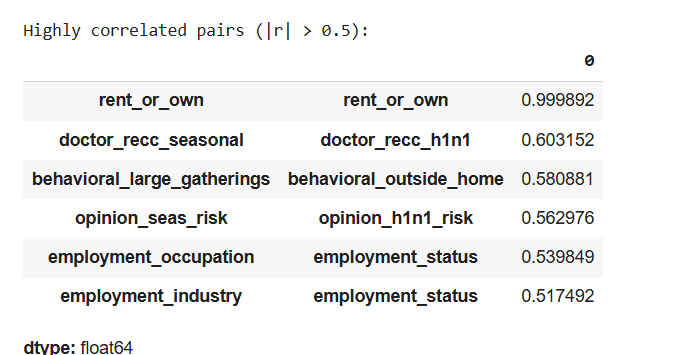 Highly correlated pairs (|r| > 0.5):
0
rent_or_own rent_or_own 0.999892
doctor_recc_seasonal doctor_recc_h1n1 0.603152
behavioral_large_gatherings behavioral_outside_home 0.580881
opinion_seas_risk opinion_h1n1_risk 0.562976
employment_occupation employment_status 0.539849
employment_industry employment_status 0.517492
dtype: float64